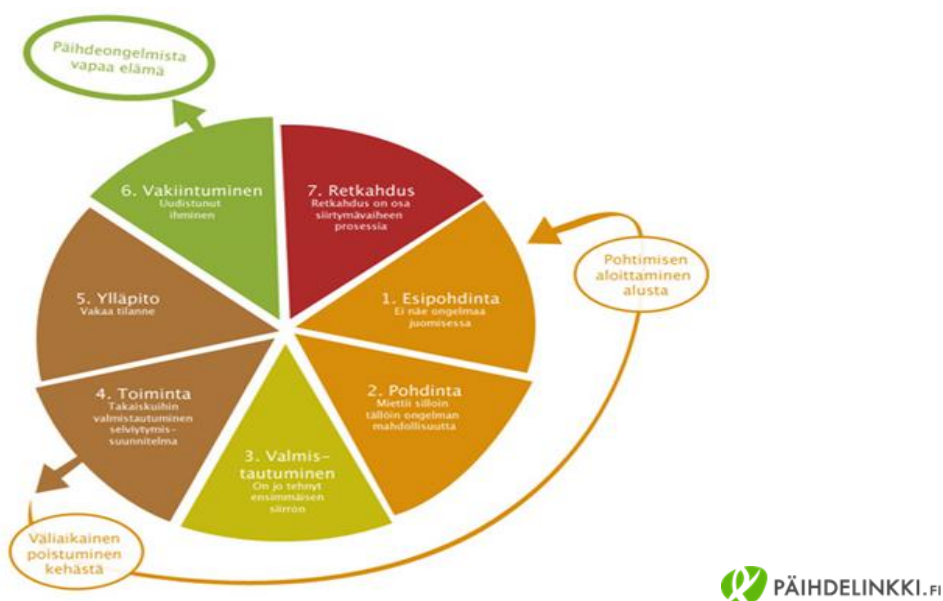 Päihdeongelmista
vapaa elämä
7. Retkahdus
Retkahdus on osa
siirtymävaiheen
prosessia
1. Esipohdinta
Ei näe ongelmaa
juomisessa
Pohtimisen
aloittaminen
alusta
2. Pohdinta
Miettii silloin
tällöin ongelman
mahdollisuutta
3. Valmis-
tautuminen
On jo tehnyt
ensimmäisen
siirron
4. Toiminta
Takaiskuihin
valmistautuminen
selviytymis-
suunnitelma
Väliaikainen
poistuminen
kehästä
5. Ylläpito
Vakaa tilanne
6. Vakiintuminen
Uudistunut
ihminen
PÄIHDELINKKI.FI